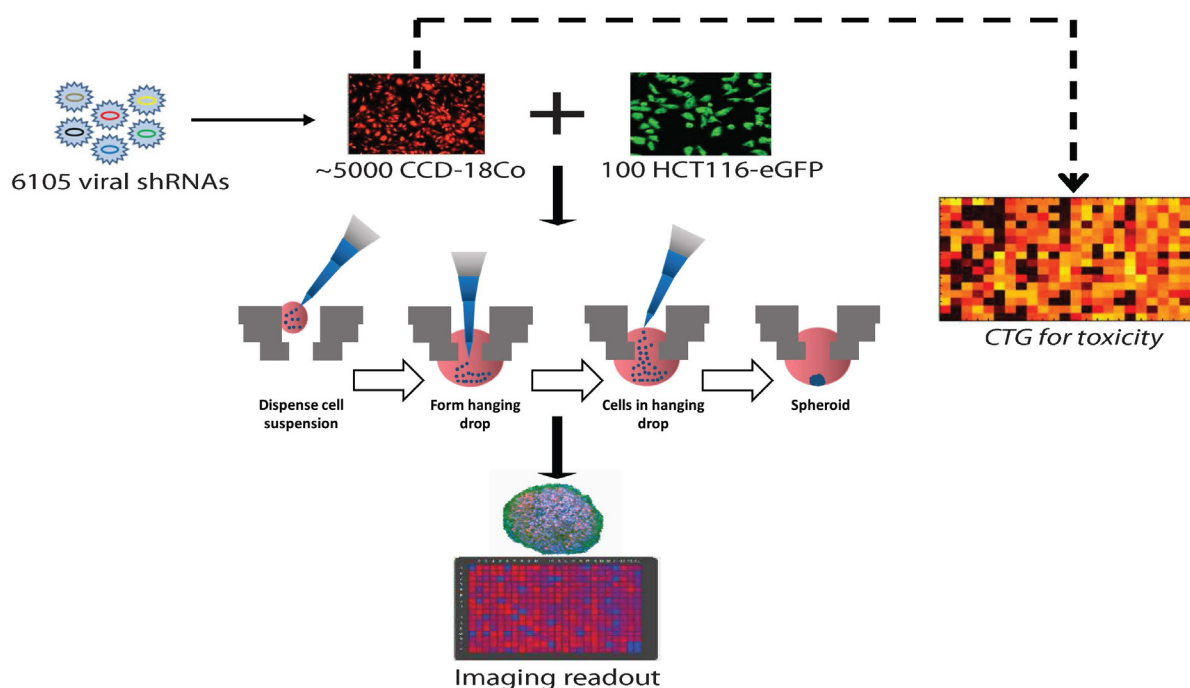 6105 viral shRNAs
~5000 CCD-18Co
100 HCT116-eGFP
CTG for toxicity
Dispense cell
suspension
Form hanging
drop
Cells in hanging
drop
Spheroid
Imaging readout